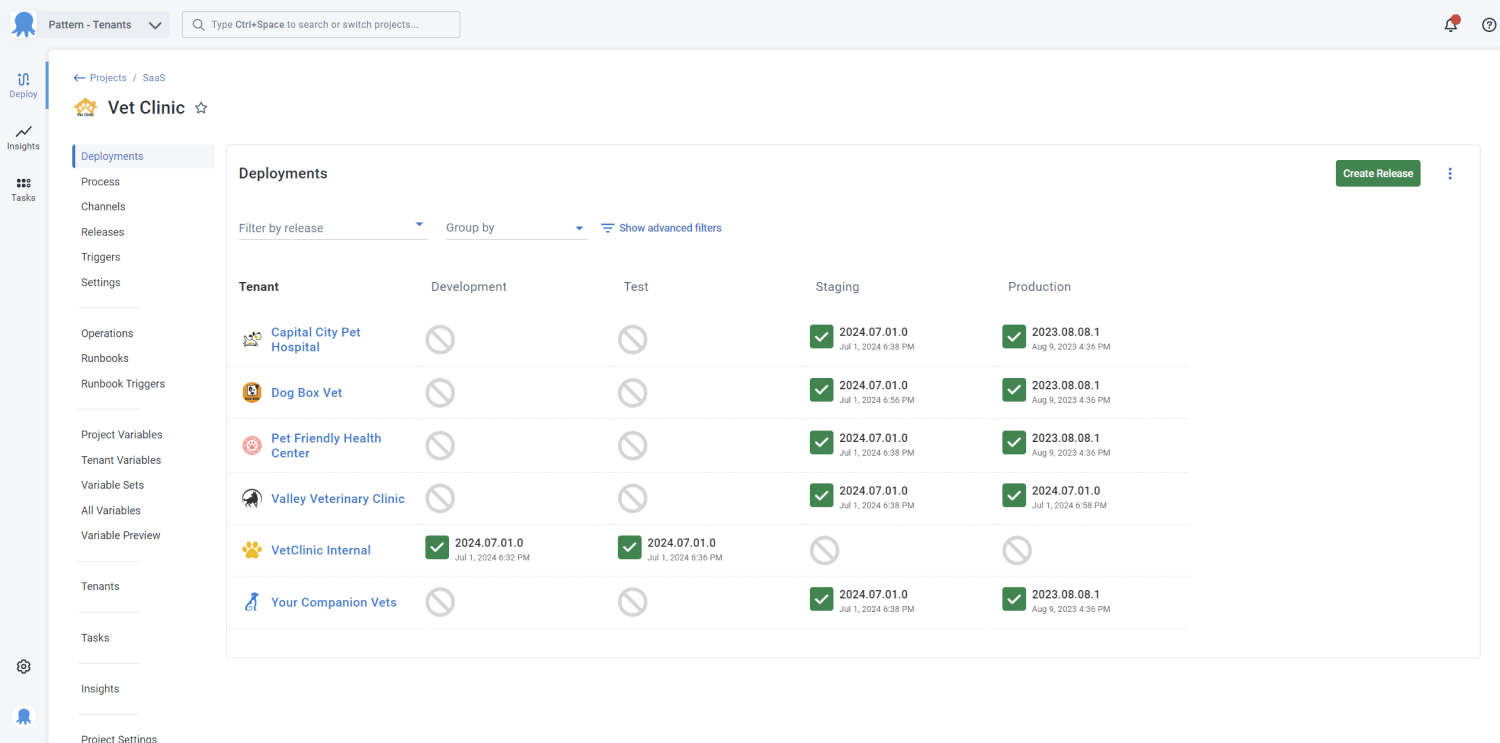 Pattern - Tenants
Type Ctrl+Space to search or switch projects...
Deploy
Insights
Tasks
Projects / SaaS
Vet Clinic
Deployments
Process
Channels
Releases
Triggers
Settings
Operations
Runbooks
Runbook Triggers
Project Variables
Tenant Variables
Variable Sets
All Variables
Variable Preview
Tenants
Tasks
Insights
Project Settings
Deployments
Create Release
Filter by release
Group by
Show advanced filters
Tenant Development Test Staging Production
Capital City Pet
Hospital
2024.07.01.0
Jul 1, 2024 6:38 PM
2023.08.08.1
Aug 9, 2023 4:36 PM
Dog Box Vet
2024.07.01.0
Jul 1, 2024 6:56 PM
2023.08.08.1
Aug 9, 2023 4:36 PM
Pet Friendly Health
Center
2024.07.01.0
Jul 1, 2024 6:38 PM
2023.08.08.1
Aug 9, 2023 4:36 PM
Valley Veterinary Clinic
2024.07.01.0
Jul 1, 2024 6:38 PM
2024.07.01.0
Jul 1, 2024 6:58 PM
VetClinic Internal
2024.07.01.0
Jul 1, 2024 6:32 PM
2024.07.01.0
Jul 1, 2024 6:36 PM
Your Companion Vets
2024.07.01.0
Jul 1, 2024 6:38 PM
2023.08.08.1
Aug 9, 2023 4:36 PM